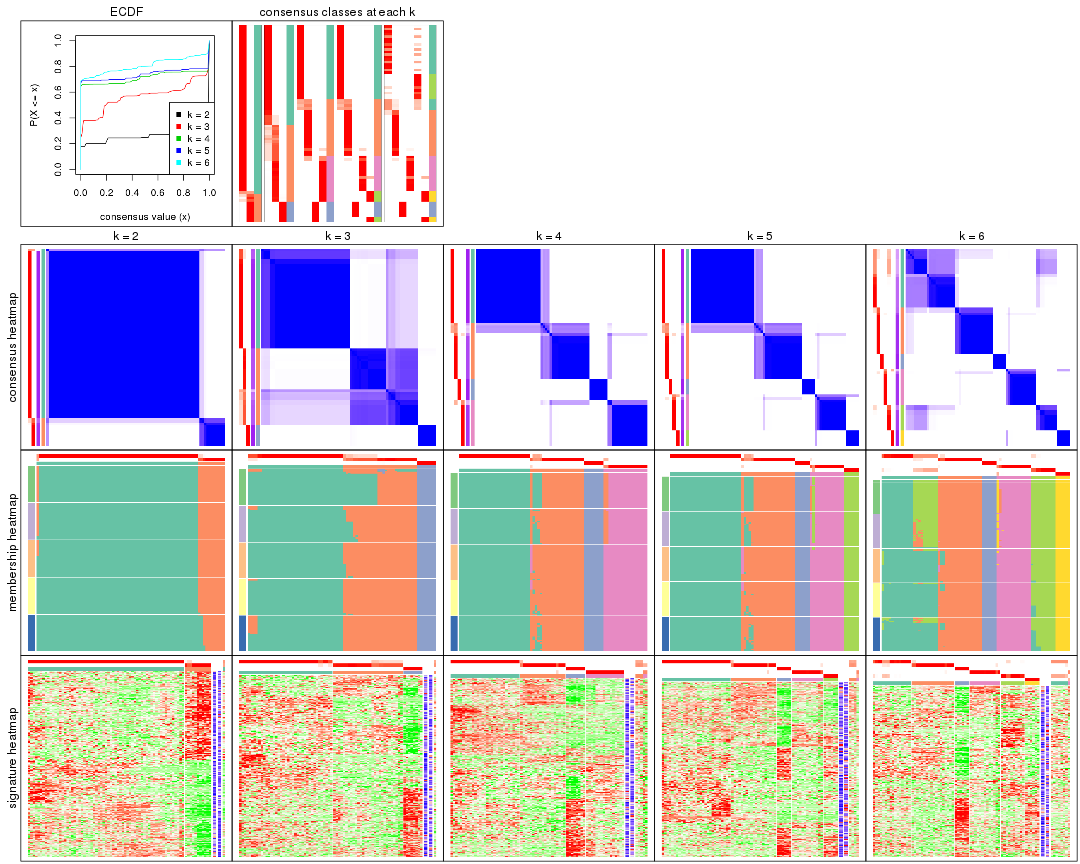 ECDF
consensus classes at each k
P(X <= x)
0.0 0.2 0.4 0.6 0.8 1.0
k = 2
k = 3
k = 4
k = 5
k = 6
0.0 0.2 0.4 0.6 0.8 1.0
consensus value (x)
k = 2
k = 3
k = 4
k = 5
k = 6
consensus heatmap
membership heatmap
signature heatmap